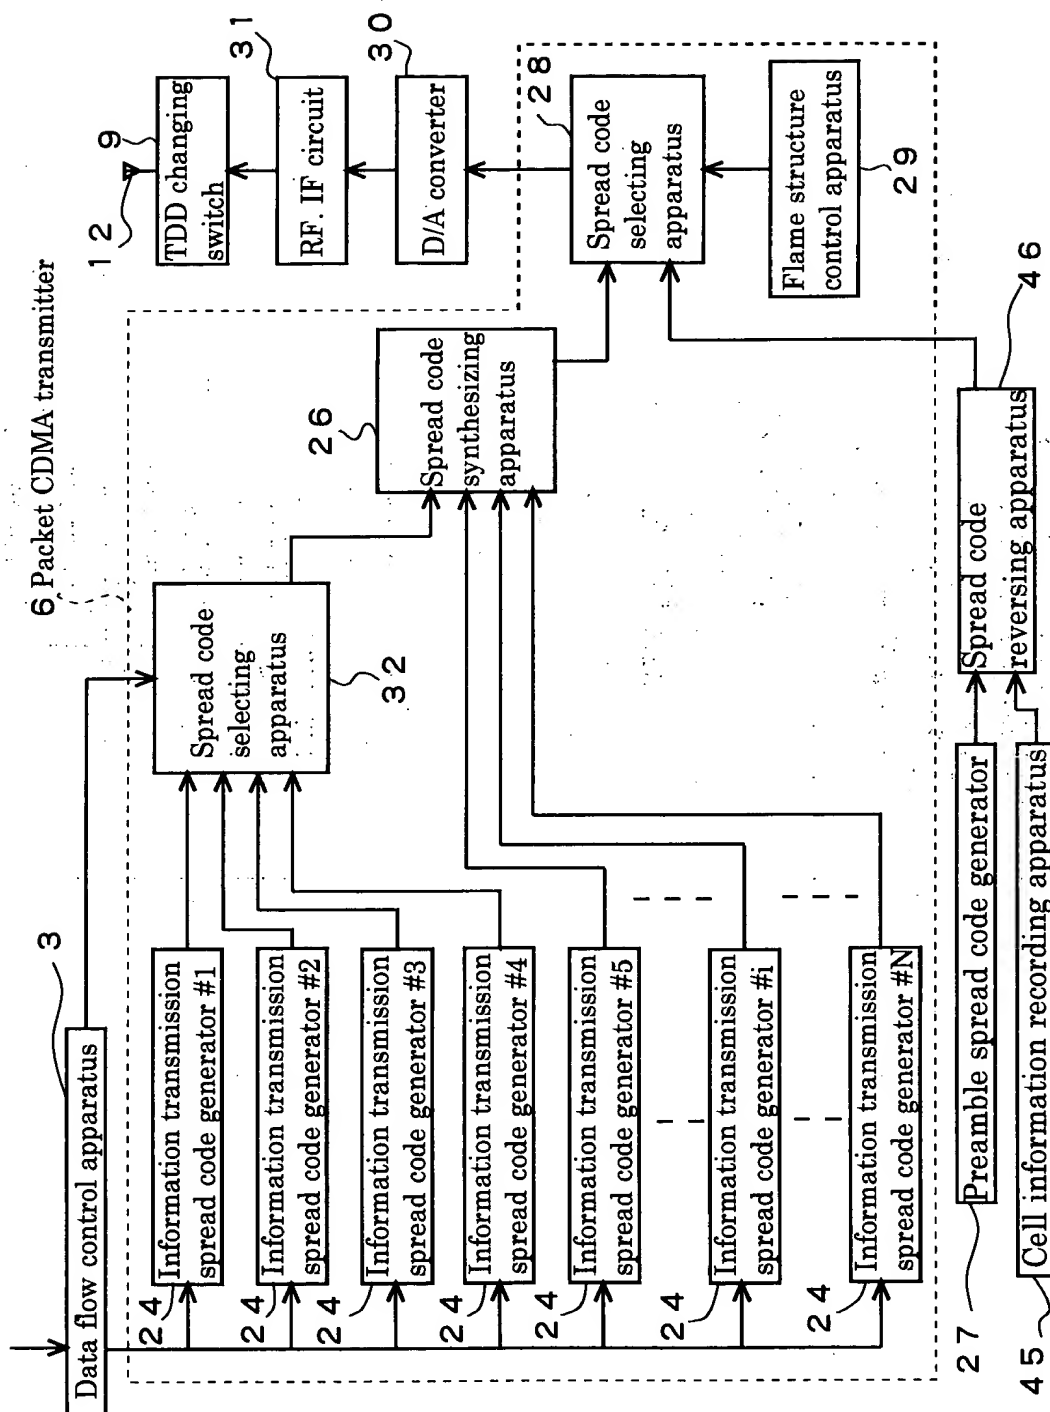 3
Data flow control apparatus
6 Packet CDMA transmitter
24
Information transmission
spread code generator #1
24
Information transmission
spread code generator #2
24
Information transmission
spread code generator #3
24
Information transmission
spread code generator #4
24
Information transmission
spread code generator #5
24
Information transmission
spread code generator #i
24
Information transmission
spread code generator #N
Spread code
selecting
apparatus
32
26
Spread code
synthesizing
apparatus
12
9
TDD changing
switch
31
RF. IF circuit
30
D/A converter
28
Spread code
selecting
apparatus
Flame structure
control apparatus
29
27
Preamble spread code generator
45
Cell information recording apparatus
Spread code
reversing apparatus
46